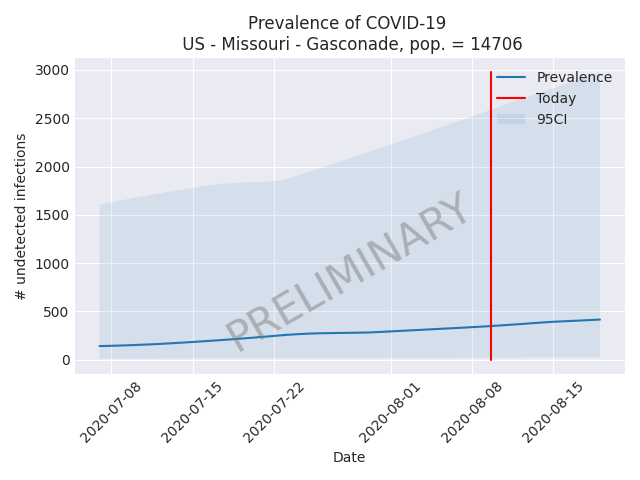 Prevalence of COVID-19
US - Missouri - Gasconade, pop. = 14706
# undetected infections
3000
2500
2000
1500
1000
500
0
Prevalence
Today
95CI
PRELIMINARY
2020-07-08
2020-07-15
2020-07-22
2020-08-01
2020-08-08
2020-08-15
Date